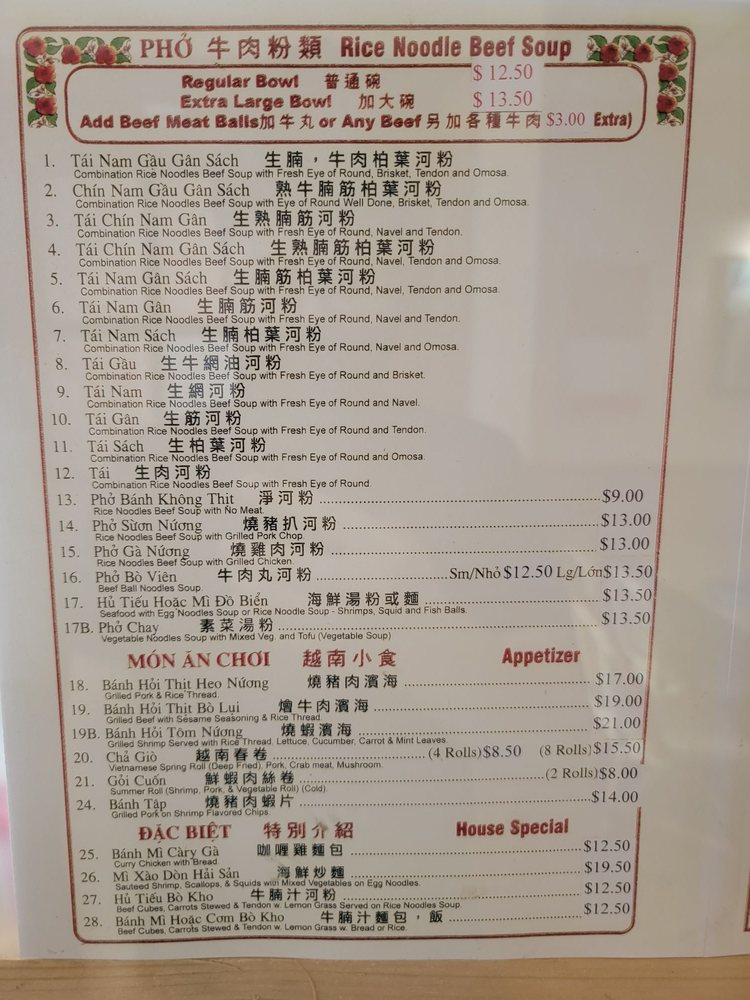 PHỞ 牛肉粉類 Rice Noodle Beef Soup
Regular Bowl 普通碗 $ 12.50
Extra Large Bowl 加大碗 $ 13.50
Add Beef Meat Balls加牛丸 or Any Beef 另加各種牛肉 $3.00 Extra)
1. Tái Nam Gầu Gân Sách 生腩，牛肉柏葉河粉
Combination Rice Noodles Beef Soup with Fresh Eye of Round, Brisket, Tendon and Omosa.
2. Chín Nam Gầu Gân Sách 熟牛腩筋柏葉河粉
Combination Rice Noodles Beef Soup with Eye of Round Well Done, Brisket, Tendon and Omosa.
3. Tái Chín Nam Gân 生熟腩筋河粉
Combination Rice Noodles Beef Soup with Fresh Eye of Round, Navel and Tendon.
4. Tái Chín Nam Gân Sách 生熟腩筋柏葉河粉
Combination Rice Noodles Beef Soup with Fresh Eye of Round, Navel, Tendon and Omosa.
5. Tái Nam Gân Sách 生腩筋柏葉河粉
Combination Rice Noodles Beef Soup with Fresh Eye of Round, Navel, Tendon and Omosa.
6. Tái Nam Gân 生腩筋河粉
Combination Rice Noodles Beef Soup with Fresh Eye of Round, Navel and Tendon.
7. Tái Nam Sách 生腩柏葉河粉
Combination Rice Noodles Beef Soup with Fresh Eye of Round, Navel and Omosa.
8. Tái Gầu 生牛網油河粉
Combination Rice Noodles Beef Soup with Fresh Eye of Round and Brisket.
9. Tái Nam 生網河粉
Combination Rice Noodles Beef Soup with Fresh Eye of Round and Navel.
10. Tái Gân 生筋河粉
Combination Rice Noodles Beef Soup with Fresh Eye of Round and Tendon.
11. Tái Sách 生柏葉河粉
Combination Rice Noodles Beef Soup with Fresh Eye of Round and Omosa.
12. Tái 生肉河粉
Combination Rice Noodles Beef Soup with Fresh Eye of Round.
13. Phở Bánh Không Thịt 淨河粉 $9.00
Rice Noodles Beef Soup with No Meat.
14. Phở Sừơn Nướng 燒豬扒河粉 $13.00
Rice Noodles Beef Soup with Grilled Pork Chop.
15. Phở Gà Nướng 燒雞肉河粉 $13.00
Rice Noodles Beef Soup with Grilled Chicken.
16. Phở Bò Viên 牛肉丸河粉 Sm/Nhỏ $12.50 Lg/Lớn $13.50
Beef Ball Noodles Soup.
17. Hủ Tiếu Hoặc Mì Đồ Biển 海鮮湯粉或麵 $13.50
Seafood with Egg Noodles Soup or Rice Noodle Soup - Shrimps, Squid and Fish Balls.
17B. Phở Chay 素菜湯粉 $13.50
Vegetable Noodles Soup with Mixed Veg. and Tofu (Vegetable Soup)
MÓN ĂN CHƠI 越南小食 Appetizer
18. Bánh Hỏi Thịt Heo Nướng 燒豬肉濱海 $17.00
Grilled Pork & Rice Thread.
19. Bánh Hỏi Thịt Bò Lụi 燴牛肉濱海 $19.00
Grilled Beef with Sesame Seasoning & Rice Thread.
19B. Bánh Hỏi Tôm Nướng 燒蝦濱海 $21.00
Grilled Shrimp Served with Rice Thread, Lettuce, Cucumber, Carrot & Mint Leaves.
20. Chả Giò 越南春卷 (4 Rolls) $8.50 (8 Rolls) $15.50
Vietnamese Spring Roll (Deep Fried), Pork, Crab meat, Mushroom.
21. Gỏi Cuốn 鮮蝦肉絲卷 (2 Rolls) $8.00
Summer Roll (Shrimp, Pork, & Vegetable Roll) (Cold).
24. Bánh Tập 燒豬肉蝦片 $14.00
Grilled Pork on Shrimp Flavored Chips.
ĐẶC BIỆT 特別介紹 House Special
25. Bánh Mì Càry Gà 咖喱雞麵包 $12.50
Curry Chicken with Bread.
26. Mì Xào Dòn Hải Sản 海鮮炒麵 $19.50
Sauteed Shrimp, Scallops, & Squids with Mixed Vegetables on Egg Noodles.
27. Hủ Tiếu Bò Kho 牛腩汁河粉 $12.50
Beef Cubes, Carrots Stewed & Tendon w. Lemon Grass Served on Rice Noodles Soup.
28. Bánh Mì Hoặc Cơm Bò Kho 牛腩汁麵包，飯 $12.50
Beef Cubes, Carrots Stewed & Tendon w. Lemon Grass w. Bread or Rice.